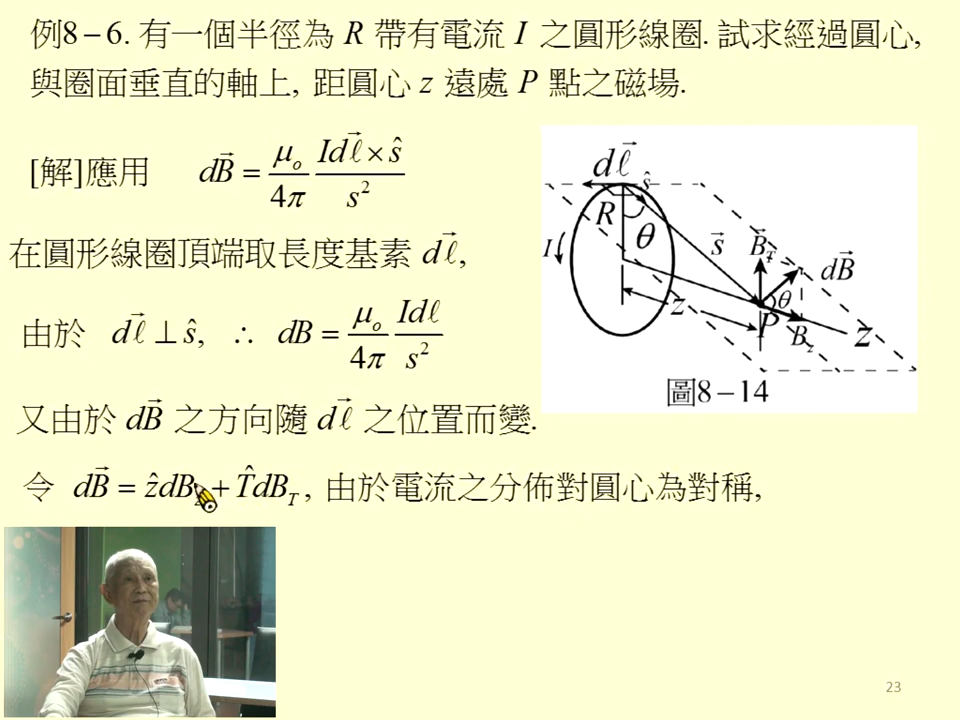 例8－6. 有一個半徑為 R 帶有電流 I 之圓形線圈. 試求經過圓心,
與圈面垂直的軸上, 距圓心 z 遠處 P 點之磁場.
[解]應用 dB⃗ = μₒ/4π Idℓ⃗ × ŝ / s²
在圓形線圈頂端取長度基素 dℓ⃗,
由於 dℓ⃗ ⊥ ŝ, ∴ dB = μₒ/4π Idℓ / s²
又由於 dB⃗ 之方向隨 dℓ⃗ 之位置而變.
令 dB⃗ = ẑdB_z + T̂dB_T , 由於電流之分佈對圓心為對稱,
dℓ⃗
ŝ
R
θ
I
s⃗
B⃗_T
dB⃗
θ
z
P
B_z
z
圖8－14
23